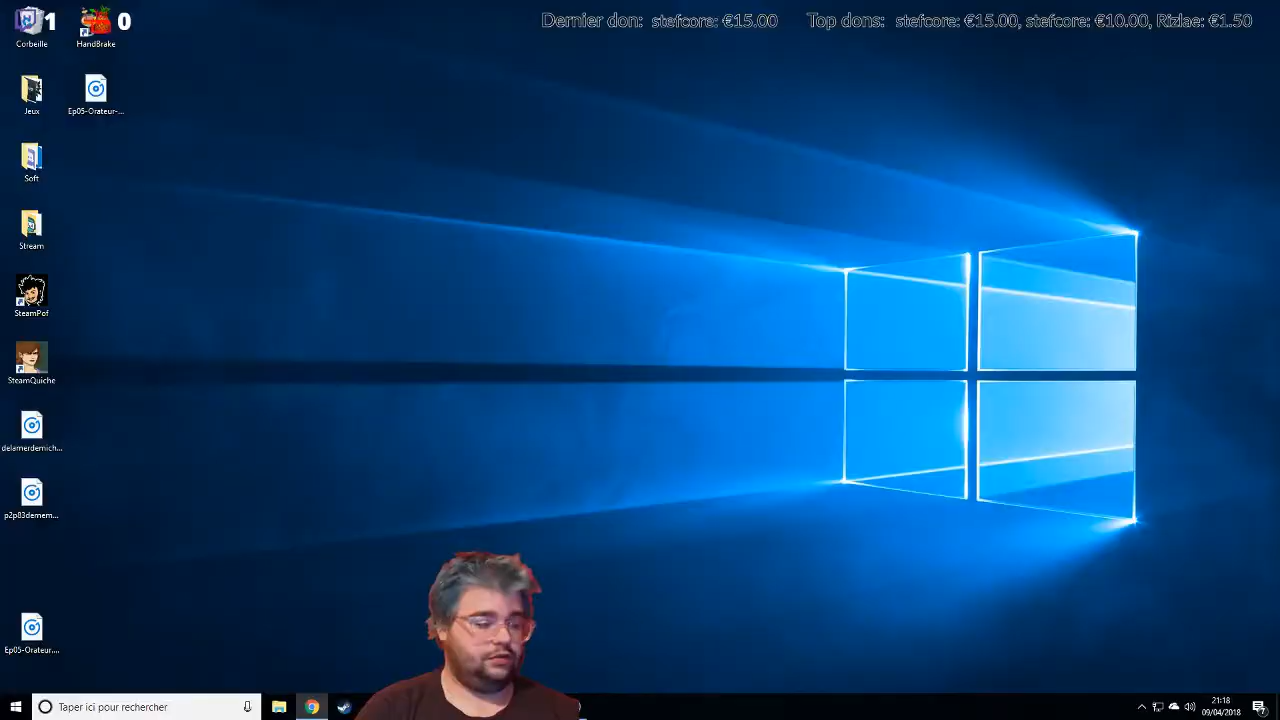 1
0
Dernier don: stefcore: €15.00
Top dons: stefcore: €15.00, stefcore: €10.00, Rizlae: €1.50
Corbeille
HandBrake
Jeux
Ep05-Orateur-...
Soft
Stream
SteamPof
SteamQuiche
delamerdemich...
p2p83demem...
Ep05-Orateur....
Taper ici pour rechercher
21:18
09/04/2018